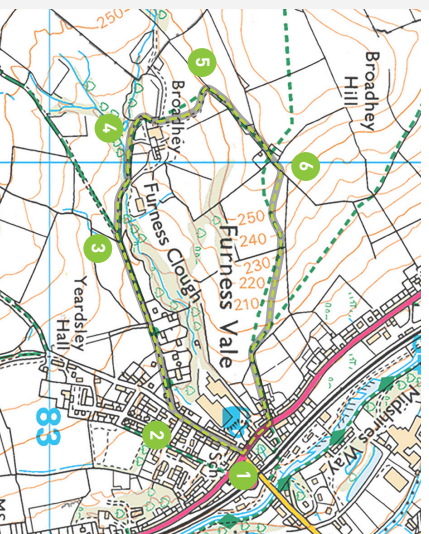 250
5
Broadhey
Hill
Broadhey
4
6
Furness Clough
250
240
230
220
210
Furness Vale
3
Yeardsley
Hall
83
2
Sch
1
Midshires Way